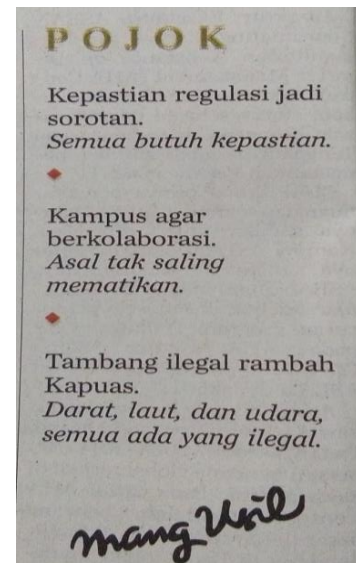 POJOK
Kepastian regulasi jadi
sorotan.
Semua butuh kepastian.
Kampus agar
berkolaborasi.
Asal tak saling
mematikan.
Tambang ilegal rambah
Kapuas.
Darat, laut, dan udara,
semua ada yang ilegal.
mang Usil